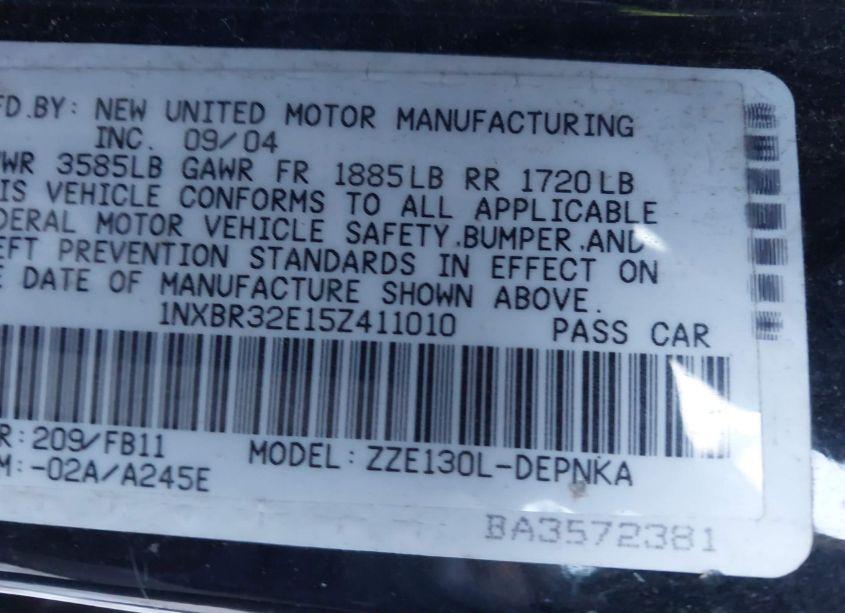 FD.BY: NEW UNITED MOTOR MANUFACTURING
INC. 09/04
WR 3585LB GAWR FR 1885LB RR 1720LB
IS VEHICLE CONFORMS TO ALL APPLICABLE
DERAL MOTOR VEHICLE SAFETY,BUMPER,AND
EFT PREVENTION STANDARDS IN EFFECT ON
E DATE OF MANUFACTURE SHOWN ABOVE.
1NXBR32E15Z411010 PASS CAR
R:209/FB11 MODEL:ZZE130L-DEPNKA
M:-02A/A245E
BA3572381